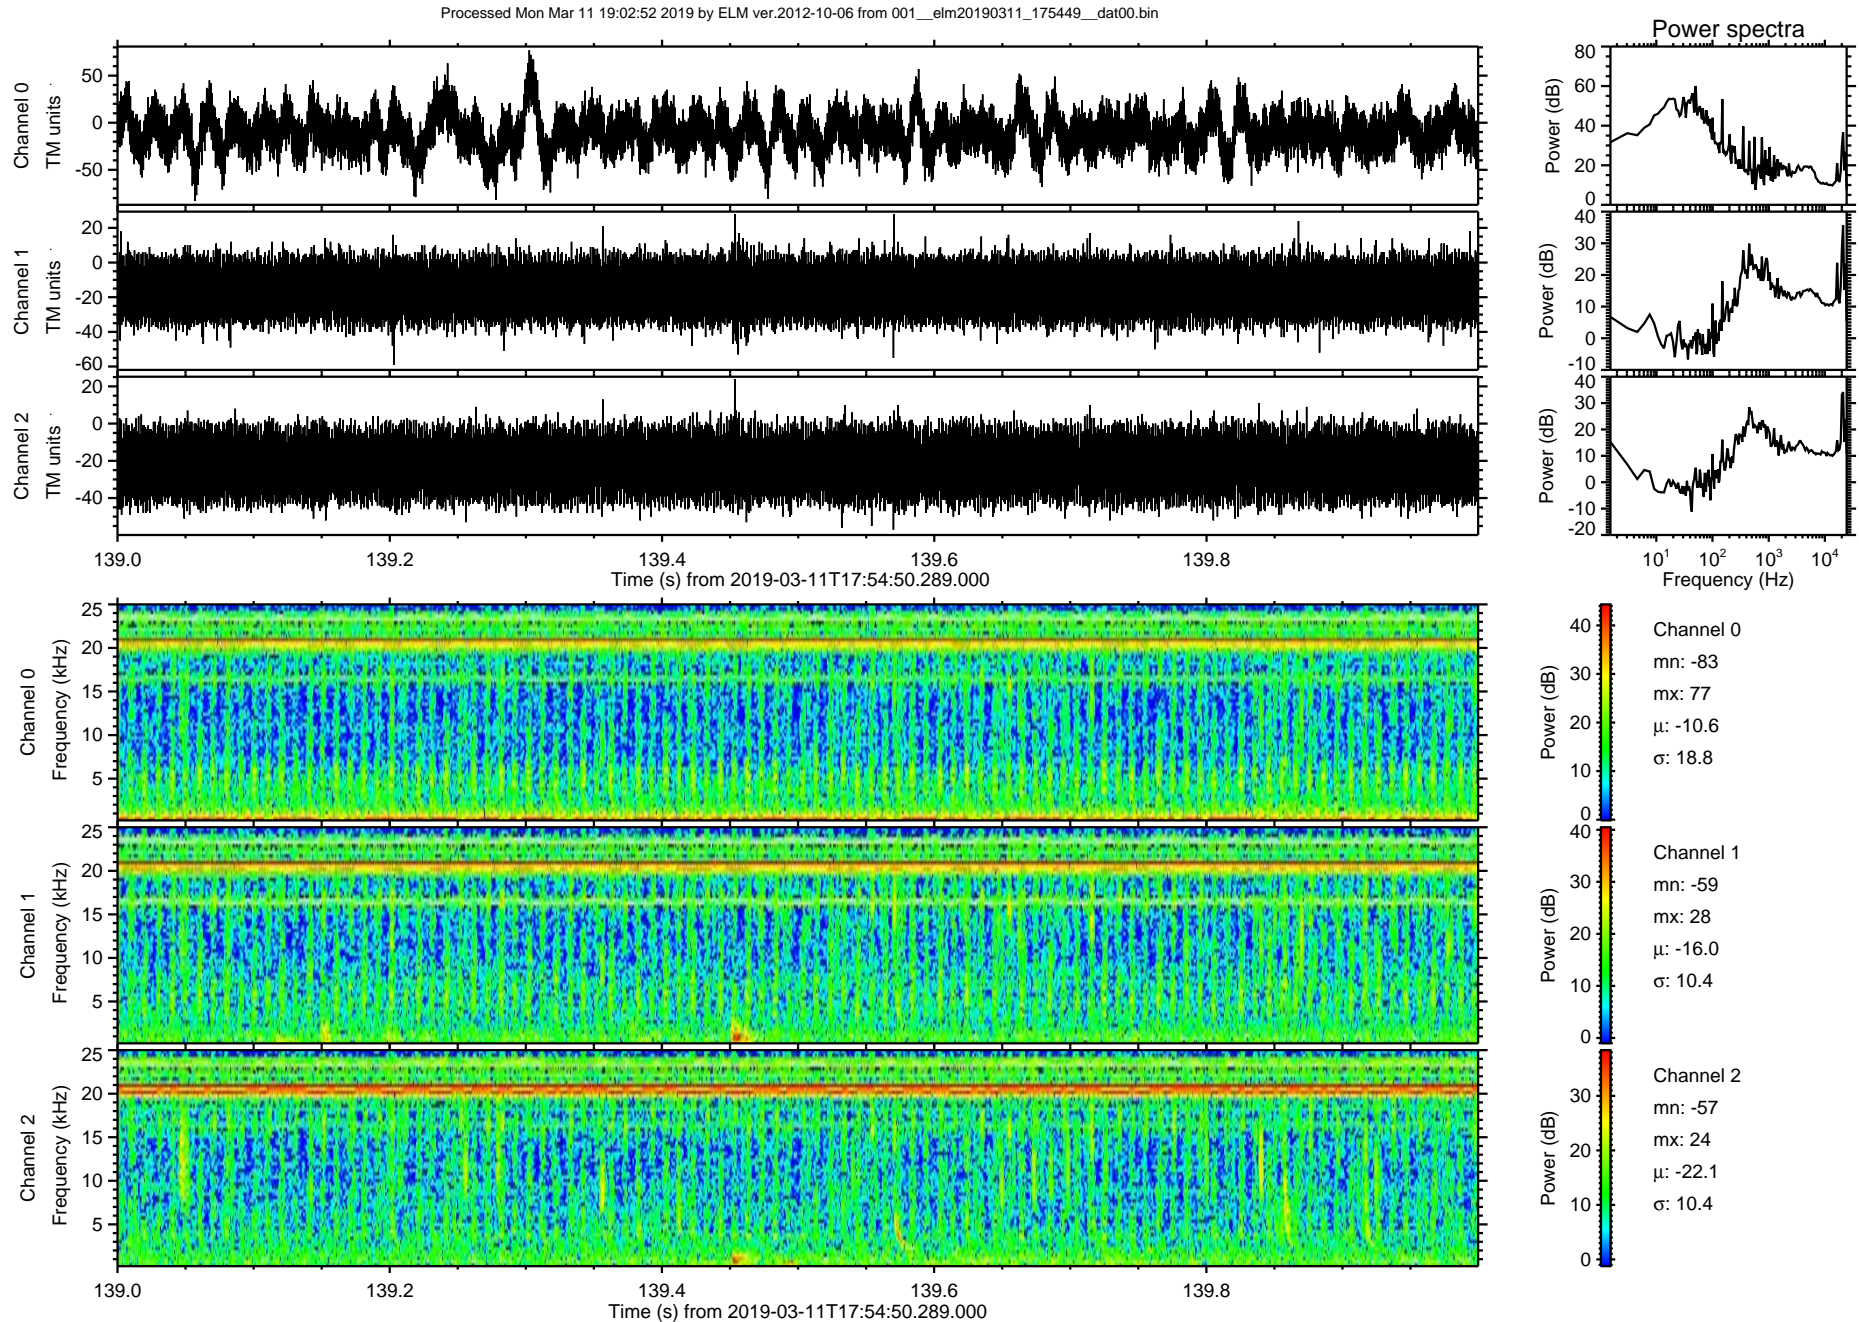 Processed Mon Mar 11 19:02:52 2019 by ELM ver.2012-10-06 from 001__elm20190311_175449__dat00.bin
Power spectra
Channel 0
TM units
50
0
-50
Power (dB)
80
60
40
20
0
Channel 1
TM units
20
0
-20
-40
-60
Power (dB)
40
30
20
10
0
-10
Channel 2
TM units
20
0
-20
-40
Power (dB)
40
30
20
10
0
-10
-20
139.0 139.2 139.4 139.6 139.8
Time (s) from 2019-03-11T17:54:50.289.000
10¹ 10² 10³ 10⁴
Frequency (Hz)
Channel 0
Frequency (kHz)
25
20
15
10
5
Power (dB)
40
30
20
10
0
Channel 0
mn: -83
mx: 77
μ: -10.6
σ: 18.8
Channel 1
Frequency (kHz)
25
20
15
10
5
Power (dB)
40
30
20
10
0
Channel 1
mn: -59
mx: 28
μ: -16.0
σ: 10.4
Channel 2
Frequency (kHz)
25
20
15
10
5
Power (dB)
30
20
10
0
Channel 2
mn: -57
mx: 24
μ: -22.1
σ: 10.4
139.0 139.2 139.4 139.6 139.8
Time (s) from 2019-03-11T17:54:50.289.000